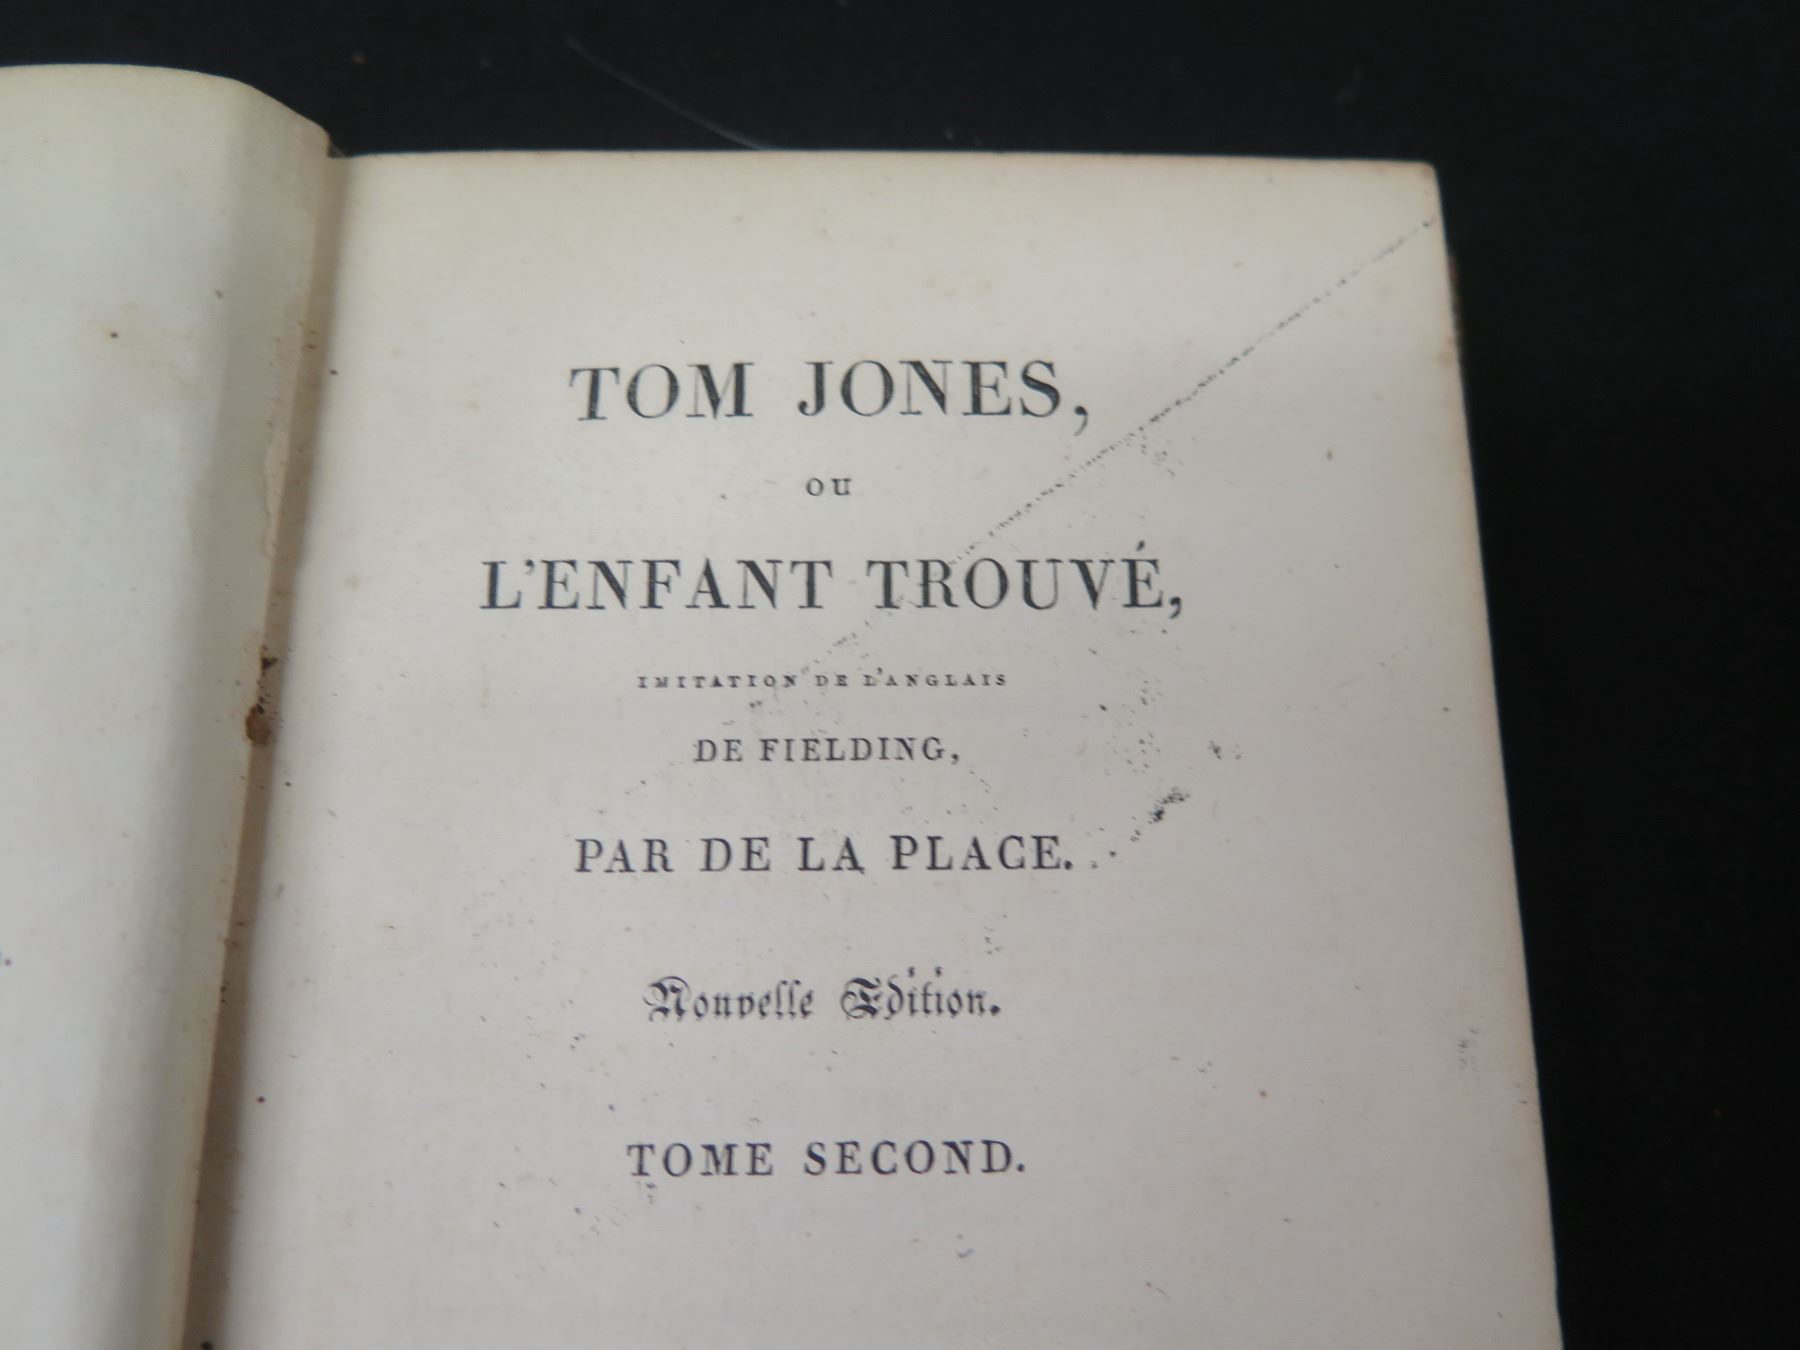 TOM JONES,
OU
L'ENFANT TROUVÉ,
IMITATION DE L'ANGLAIS
DE FIELDING,
PAR DE LA PLACE.
Nouvelle Edition.
TOME SECOND.